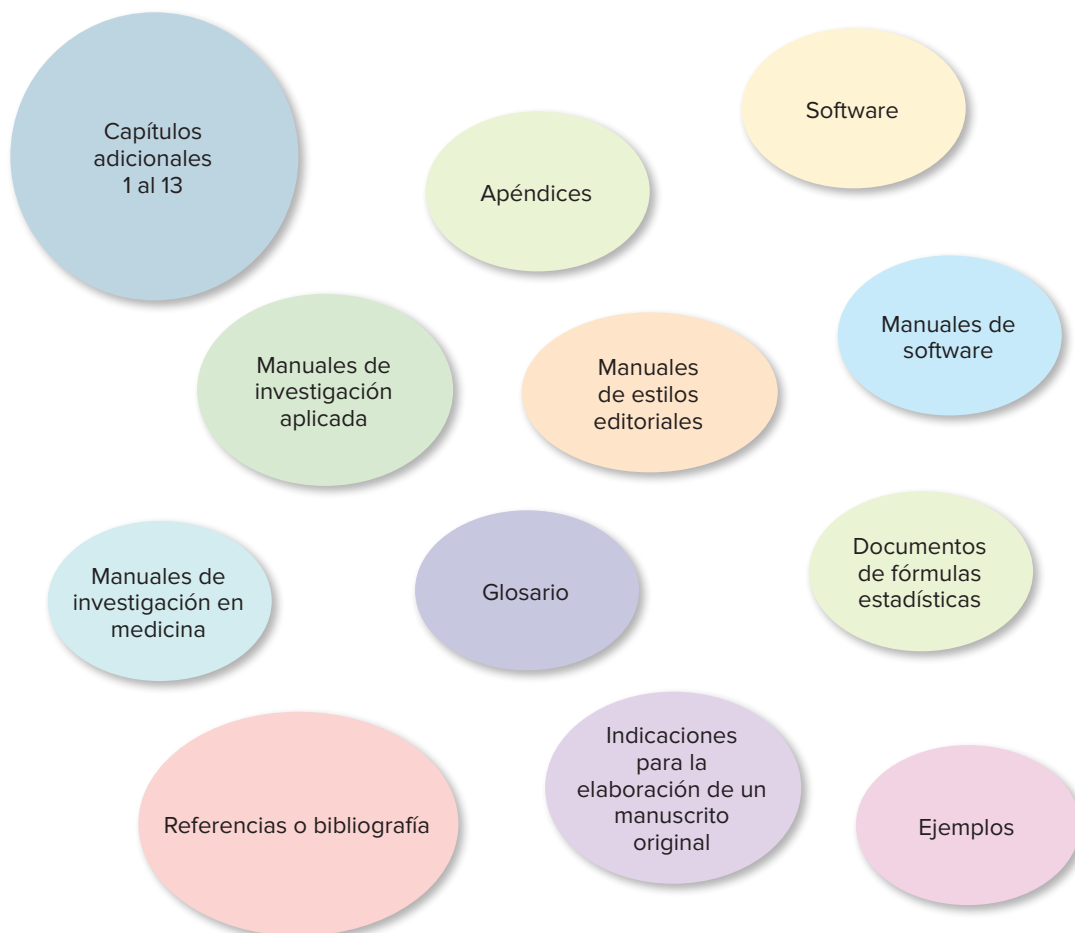 Capítulos
adicionales
1 al 13
Software
Apéndices
Manuales de
software
Manuales de
investigación
aplicada
Manuales
de estilos
editoriales
Manuales de
investigación en
medicina
Glosario
Documentos
de fórmulas
estadísticas
Referencias o bibliografía
Indicaciones
para la
elaboración de un
manuscrito
original
Ejemplos